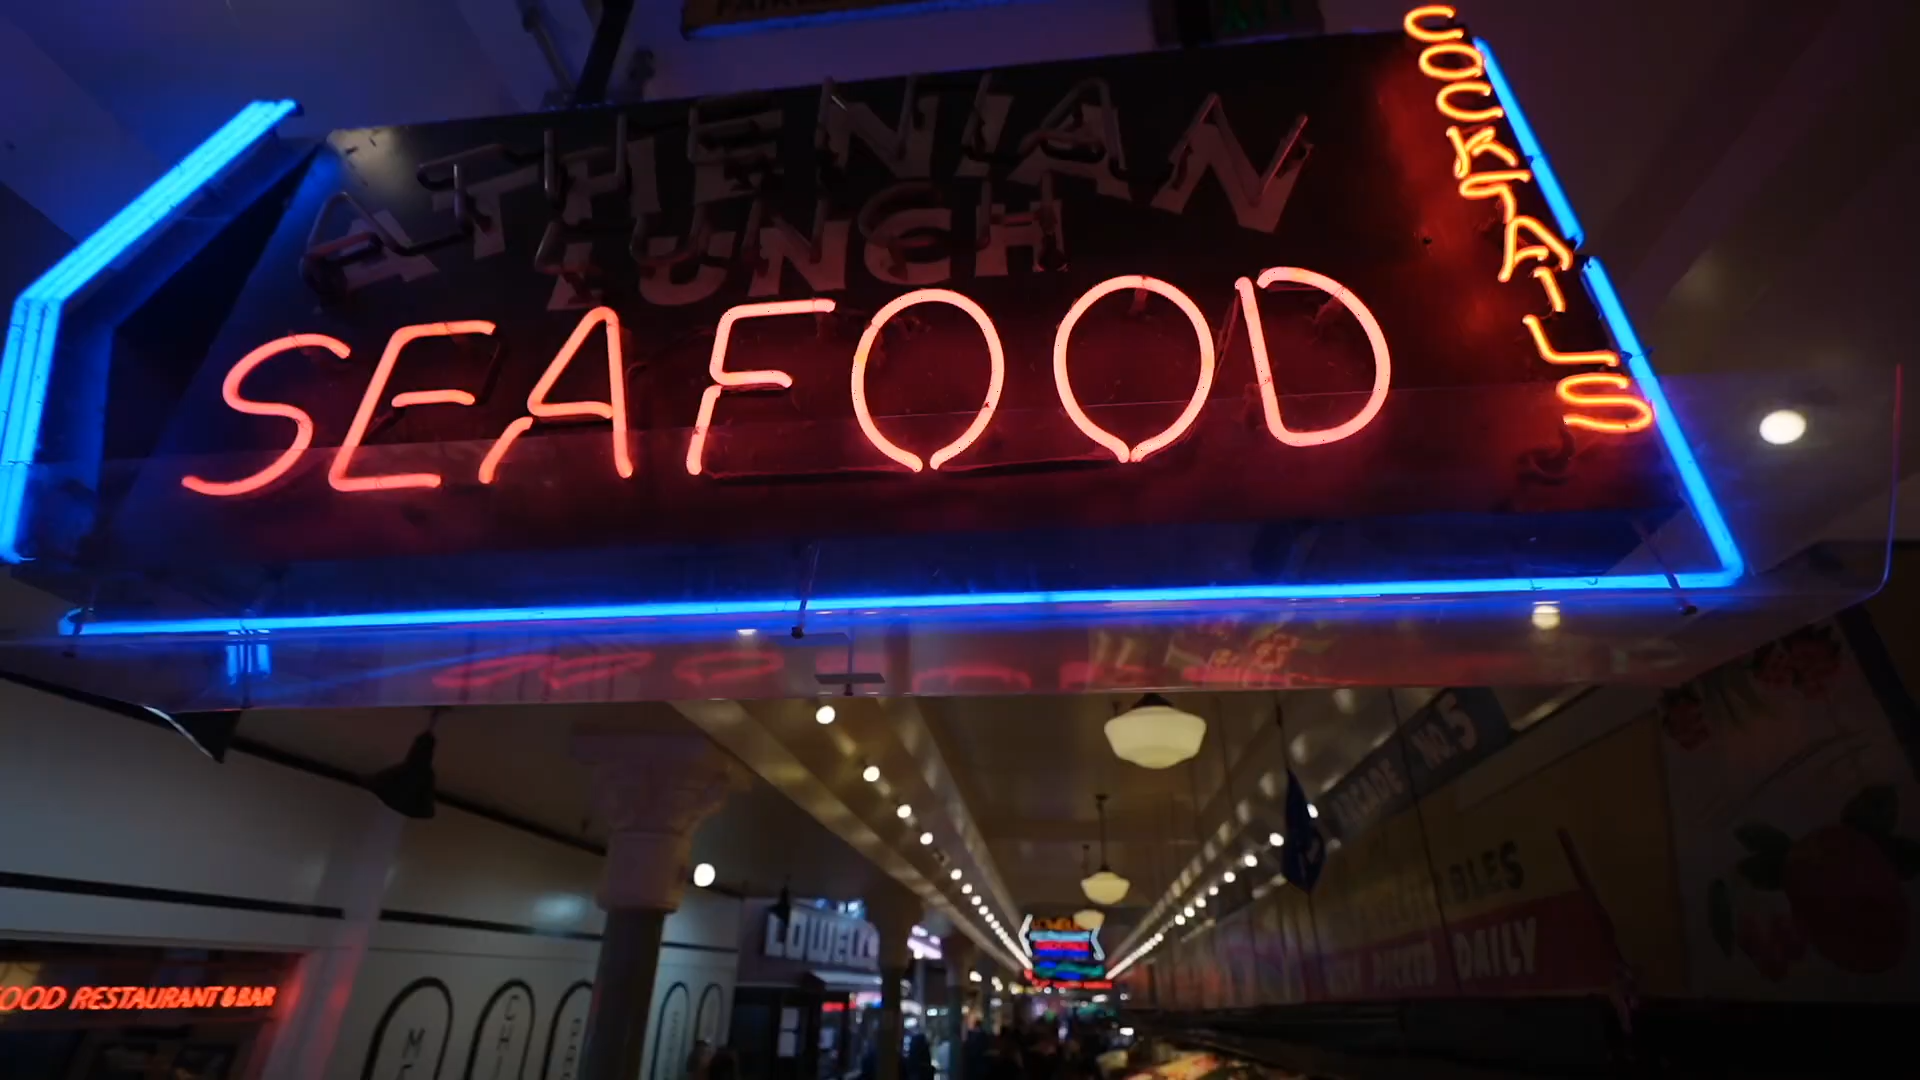 ATHENIAN
LUNCH
SEAFOOD
COCKTAILS
ARCADE NO. 5
LOWELL
DAILY
OOD RESTAURANT & BAR